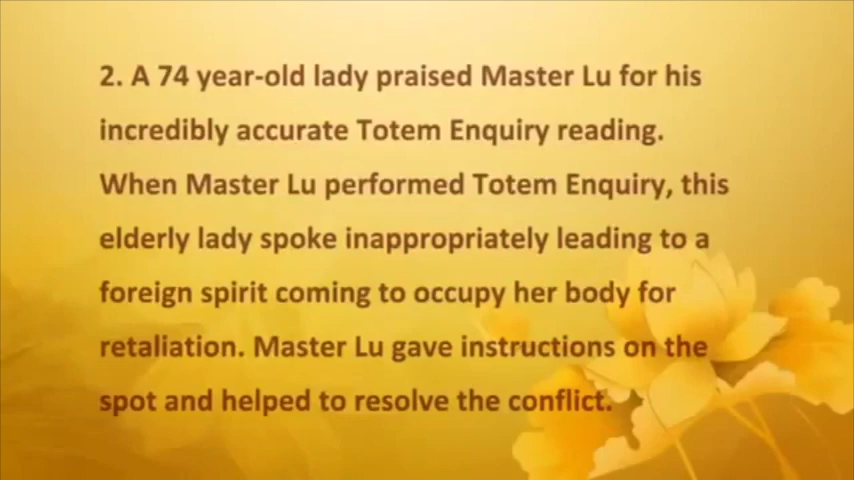 2. A 74 year-old lady praised Master Lu for his
incredibly accurate Totem Enquiry reading.
When Master Lu performed Totem Enquiry, this
elderly lady spoke inappropriately leading to a
foreign spirit coming to occupy her body for
retaliation. Master Lu gave instructions on the
spot and helped to resolve the conflict.